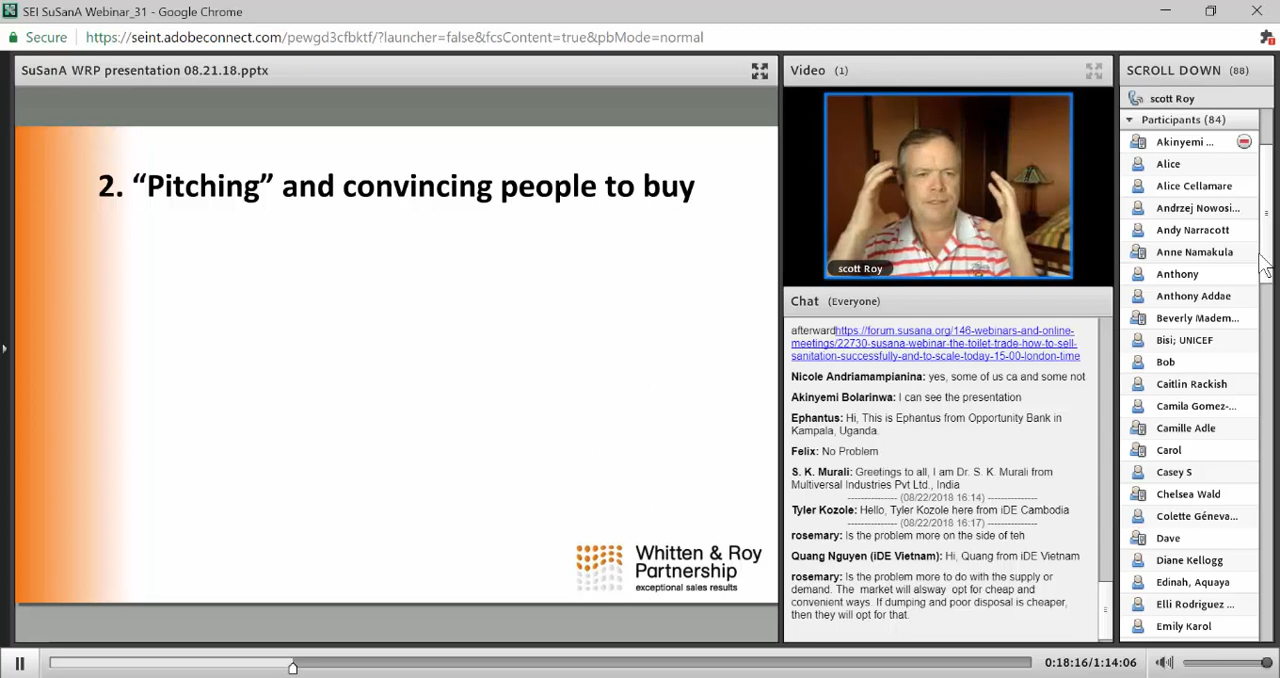 SEI SuSanA Webinar_31 - Google Chrome
Secure
https://seint.adobeconnect.com/pewgd3cfbktf/?launcher=false&fcsContent=true&pbMode=normal
SuSanA WRP presentation 08.21.18.pptx
2. “Pitching” and convincing people to buy
Whitten & Roy
Partnership
exceptional sales results
Video (1)
scott Roy
Chat (Everyone)
afterwardhttps://forum.susana.org/146-webinars-and-online-
meetings/22730-susana-webinar-the-toilet-trade-how-to-sell-
sanitation-successfully-and-to-scale-today-15-00-london-time
Nicole Andriamampianina: yes, some of us ca and some not
Akinyemi Bolarinwa: I can see the presentation
Ephantus: Hi, This is Ephantus from Opportunity Bank in
Kampala, Uganda.
Felix: No Problem
S. K. Murali: Greetings to all, I am Dr. S. K. Murali from
Multiversal Industries Pvt Ltd., India
--------------- (08/22/2018 16:14) ---------------
Tyler Kozole: Hello, Tyler Kozole here from iDE Cambodia
--------------- (08/22/2018 16:17) ---------------
rosemary: Is the problem more on the side of teh
Quang Nguyen (iDE Vietnam): Hi, Quang from iDE Vietnam
rosemary: Is the problem more to do with the supply or
demand. The market will alsway opt for cheap and
convenient ways. If dumping and poor disposal is cheaper,
then they will opt for that.
SCROLL DOWN (88)
scott Roy
Participants (84)
Akinyemi ...
Alice
Alice Cellamare
Andrzej Nowosi...
Andy Narracott
Anne Namakula
Anthony
Anthony Addae
Beverly Madem...
Bisi; UNICEF
Bob
Caitlin Rackish
Camila Gomez-...
Camille Adle
Carol
Casey S
Chelsea Wald
Colette Géneva...
Dave
Diane Kellogg
Edinah, Aquaya
Elli Rodriguez ...
Emily Karol
0:18:16/1:14:06